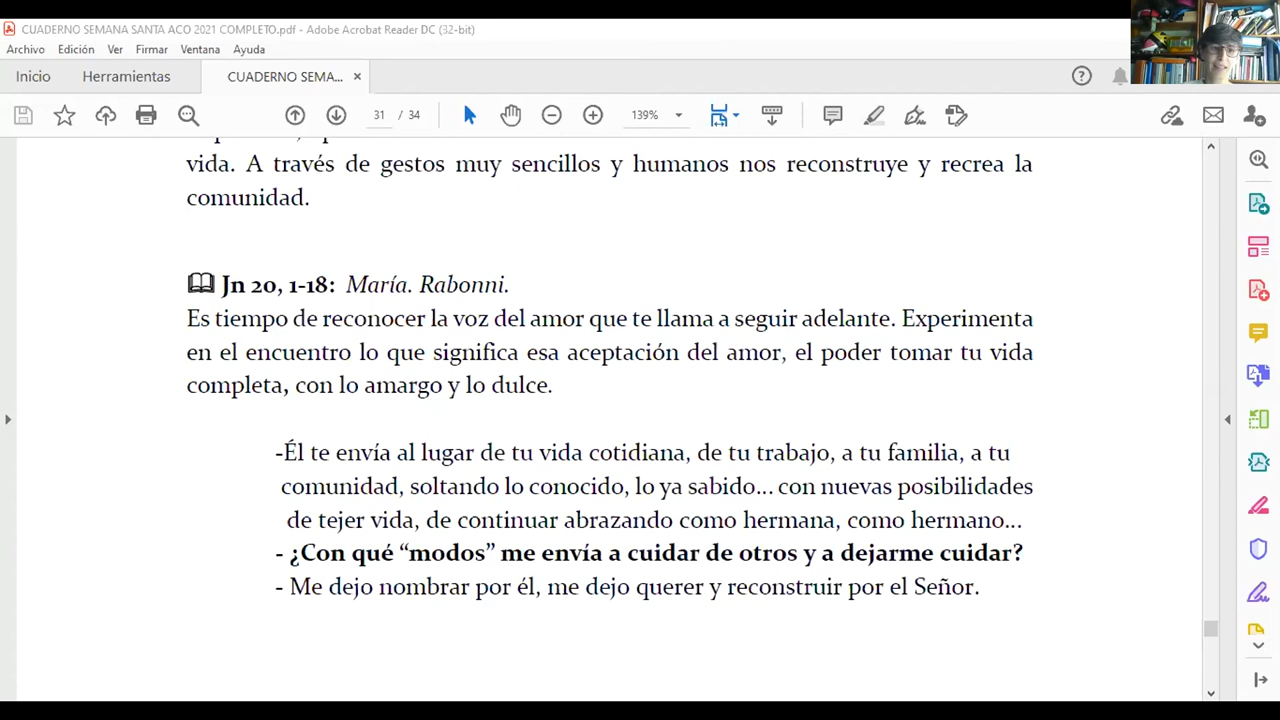 CUADERNO SEMANA SANTA ACO 2021 COMPLETO.pdf - Adobe Acrobat Reader DC (32-bit)
Archivo Edición Ver Firmar Ventana Ayuda
Inicio Herramientas CUADERNO SEMA... ×
31 / 34 139%
vida. A través de gestos muy sencillos y humanos nos reconstruye y recrea la
comunidad.
Jn 20, 1-18: María. Rabonni.
Es tiempo de reconocer la voz del amor que te llama a seguir adelante. Experimenta
en el encuentro lo que significa esa aceptación del amor, el poder tomar tu vida
completa, con lo amargo y lo dulce.
-Él te envía al lugar de tu vida cotidiana, de tu trabajo, a tu familia, a tu
comunidad, soltando lo conocido, lo ya sabido... con nuevas posibilidades
de tejer vida, de continuar abrazando como hermana, como hermano...
- ¿Con qué “modos” me envía a cuidar de otros y a dejarme cuidar?
- Me dejo nombrar por él, me dejo querer y reconstruir por el Señor.